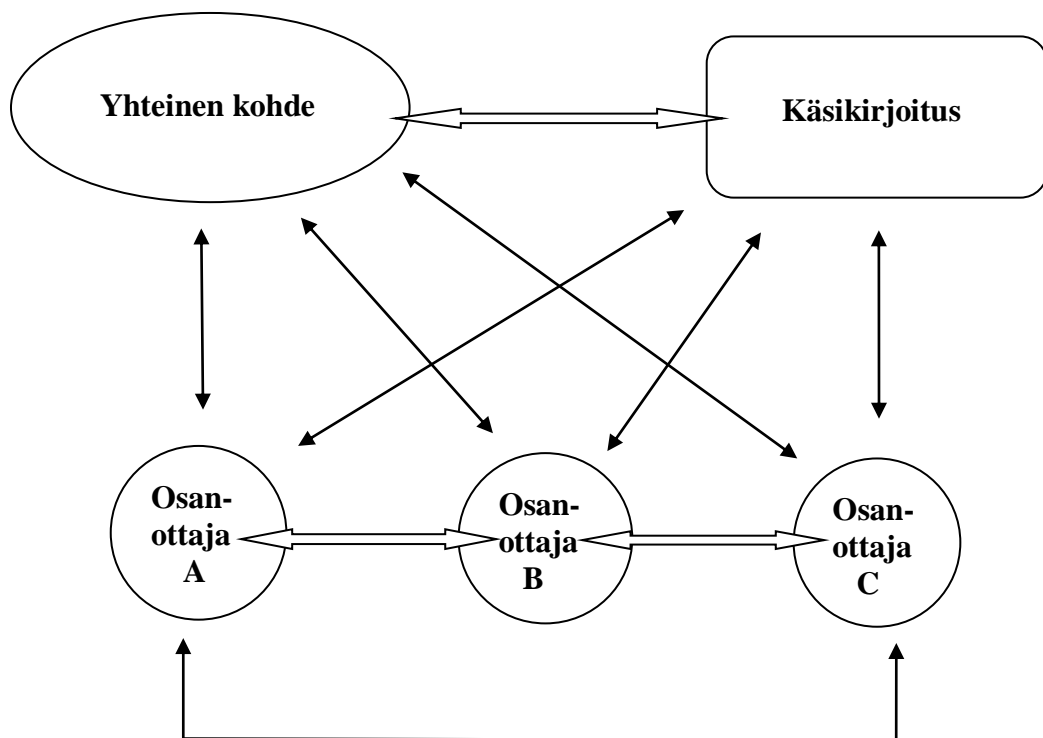 Yhteinen kohde
Käsikirjoitus
Osan-
ottaja
A
Osan-
ottaja
B
Osan-
ottaja
C